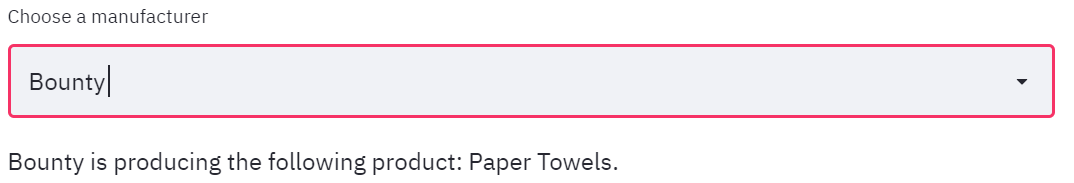 Choose a manufacturer
Bounty
Bounty is producing the following product: Paper Towels.